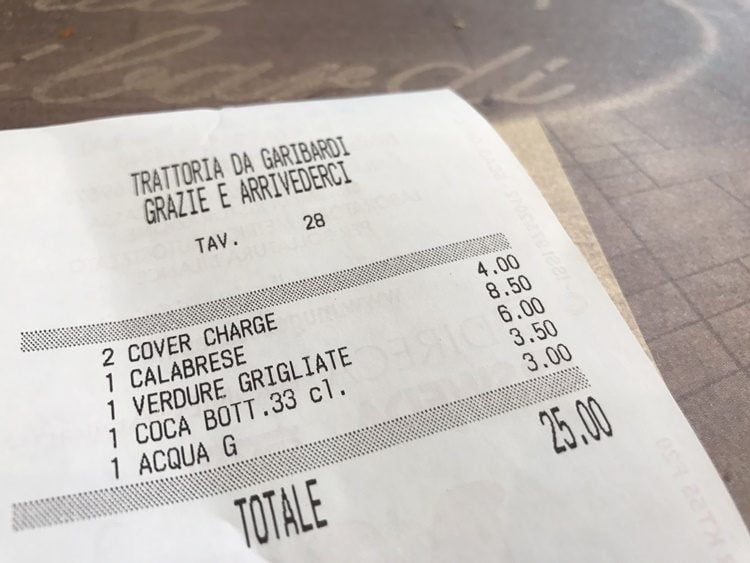 TRATTORIA DA GARIBARDI
GRAZIE E ARRIVEDERCI
TAV. 28
2 COVER CHARGE 4.00
1 CALABRESE 8.50
1 VERDURE GRIGLIATE 6.00
1 COCA BOTT.33 cl. 3.50
1 ACQUA G 3.00
TOTALE 25.00